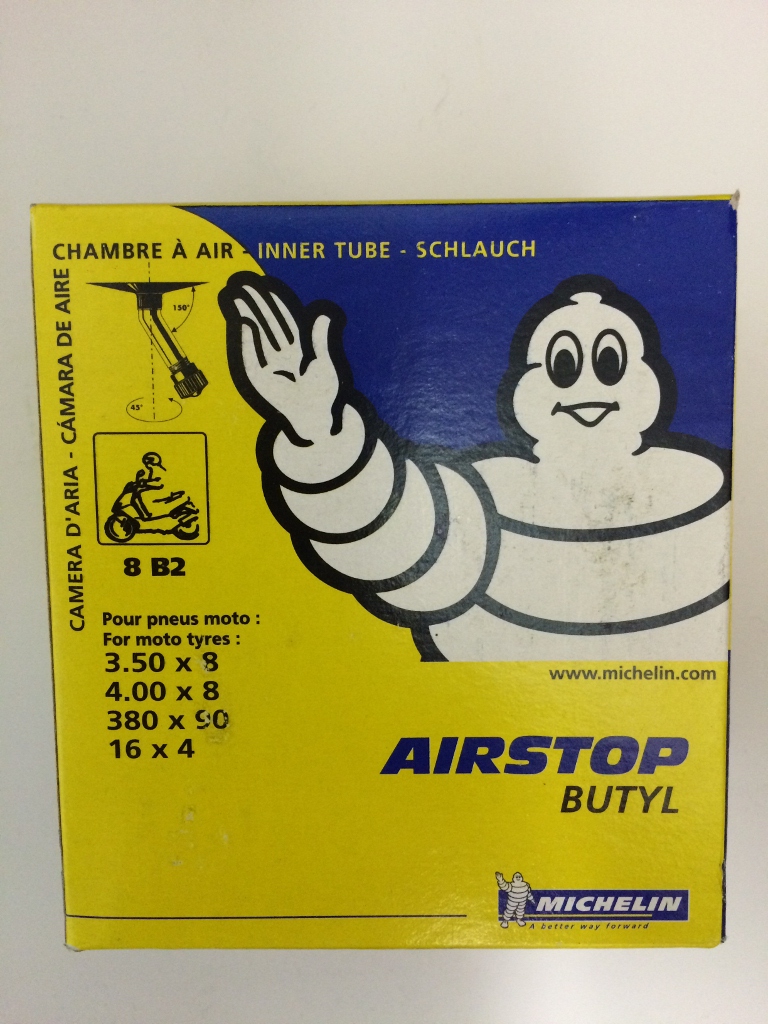 CHAMBRE À AIR - INNER TUBE - SCHLAUCH
CAMERA D'ARIA - CÁMARA DE AIRE
150°
45°
8 B2
Pour pneus moto :
For moto tyres :
3.50 x 8
4.00 x 8
380 x 90
16 x 4
www.michelin.com
AIRSTOP
BUTYL
MICHELIN
A better way forward